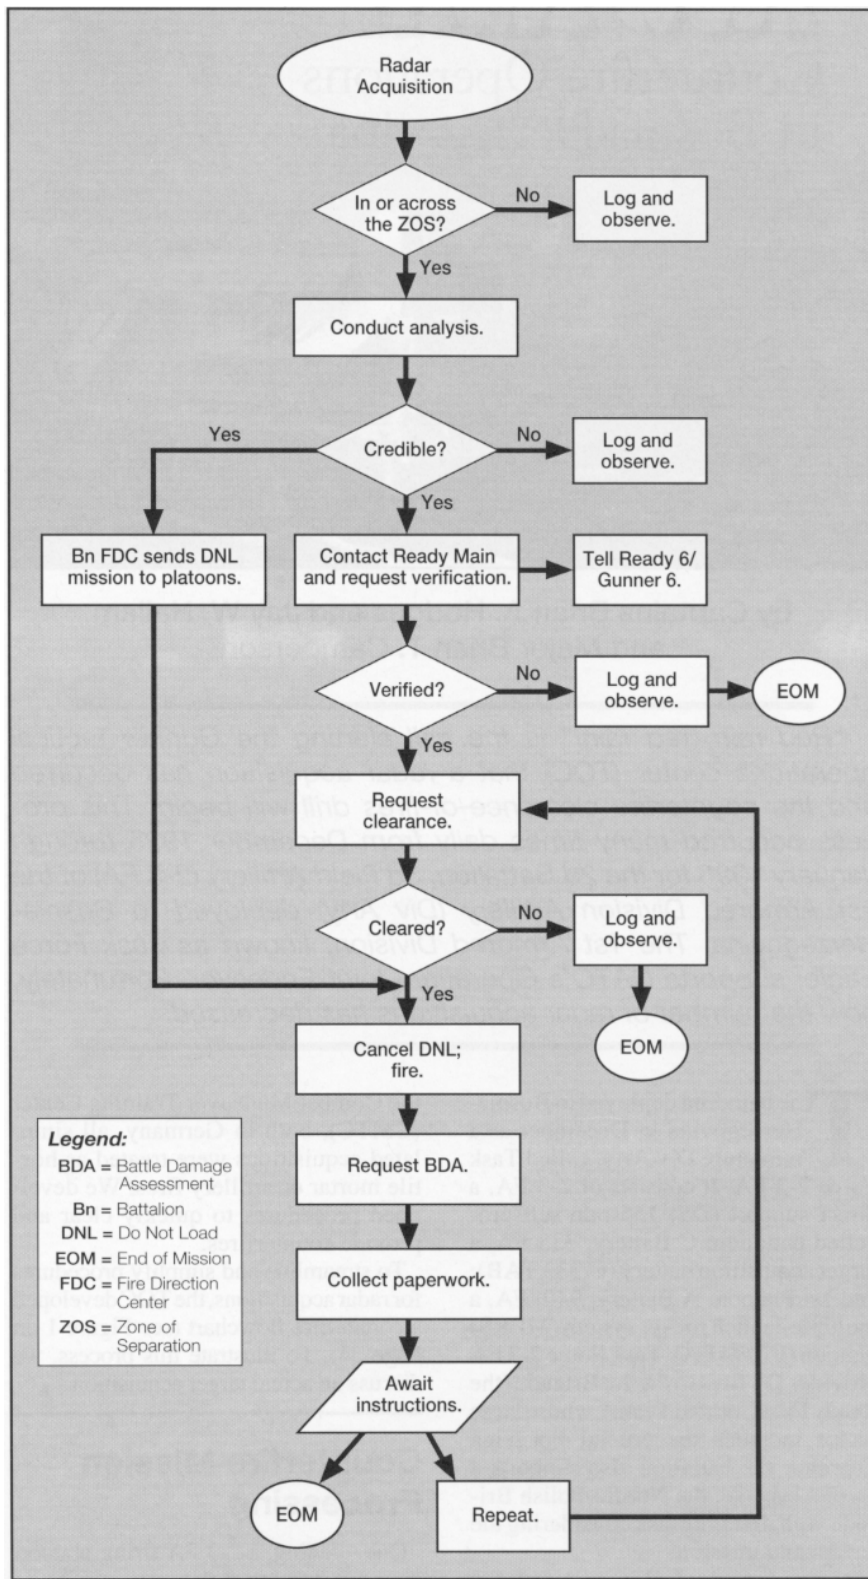 Radar
Acquisition
In or across
the ZOS?
No
Log and
observe.
Yes
Conduct analysis.
Yes
Credible?
No
Log and
observe.
Yes
Bn FDC sends DNL
mission to platoons.
Contact Ready Main
and request verification.
Tell Ready 6/
Gunner 6.
Verified?
No
Log and
observe.
EOM
Yes
Request
clearance.
Cleared?
No
Log and
observe.
Yes
EOM
Cancel DNL;
fire.
Request BDA.
Collect paperwork.
Await
instructions.
EOM
Repeat.
Legend:
BDA = Battle Damage
Assessment
Bn = Battalion
DNL = Do Not Load
EOM = End of Mission
FDC = Fire Direction
Center
ZOS = Zone of
Separation